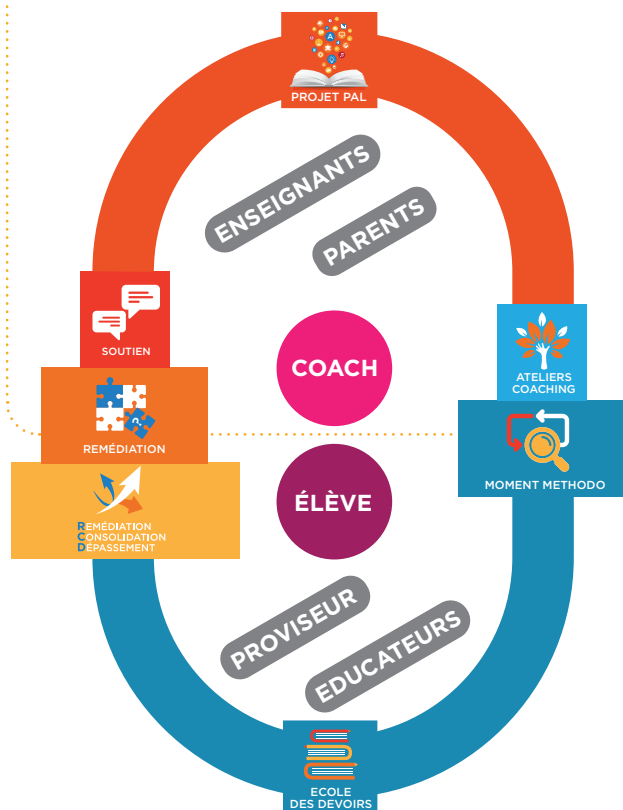 PROJET PAL
ENSEIGNANTS
PARENTS
SOUTIEN
COACH
ATELIERS
COACHING
REMÉDIATION
MOMENT METHODO
ÉLÈVE
REMÉDIATION
CONSOLIDATION
DÉPASSEMENT
PROVISEUR
EDUCATEURS
ECOLE
DES DEVOIRS